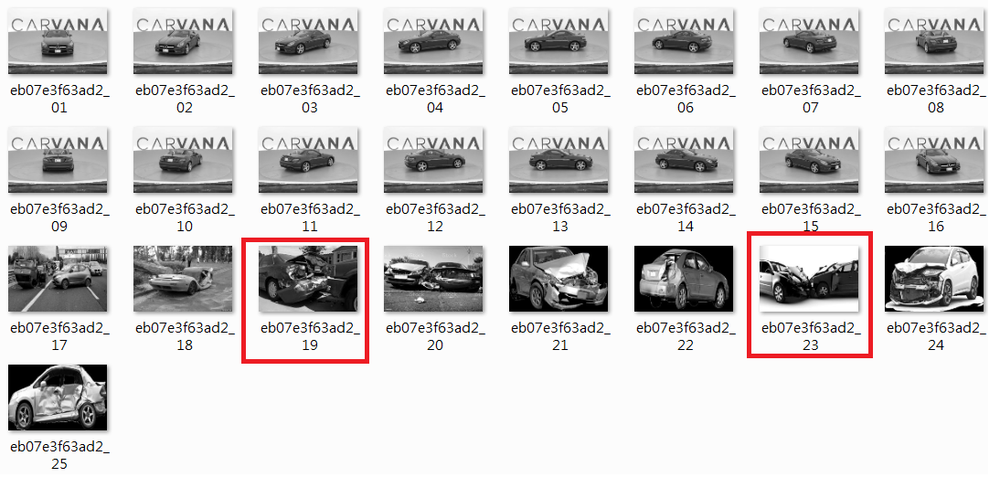 CARVANA CARVANA CARVANA CARVANA CARVANA CARVANA CARVANA CARVANA
eb07e3f63ad2_ eb07e3f63ad2_ eb07e3f63ad2_ eb07e3f63ad2_ eb07e3f63ad2_ eb07e3f63ad2_ eb07e3f63ad2_ eb07e3f63ad2_
01 02 03 04 05 06 07 08
CARVANA CARVANA CARVANA CARVANA CARVANA CARVANA CARVANA CARVANA
eb07e3f63ad2_ eb07e3f63ad2_ eb07e3f63ad2_ eb07e3f63ad2_ eb07e3f63ad2_ eb07e3f63ad2_ eb07e3f63ad2_ eb07e3f63ad2_
09 10 11 12 13 14 15 16
eb07e3f63ad2_ eb07e3f63ad2_ eb07e3f63ad2_ eb07e3f63ad2_ eb07e3f63ad2_ eb07e3f63ad2_ eb07e3f63ad2_ eb07e3f63ad2_
17 18 19 20 21 22 23 24
eb07e3f63ad2_
25